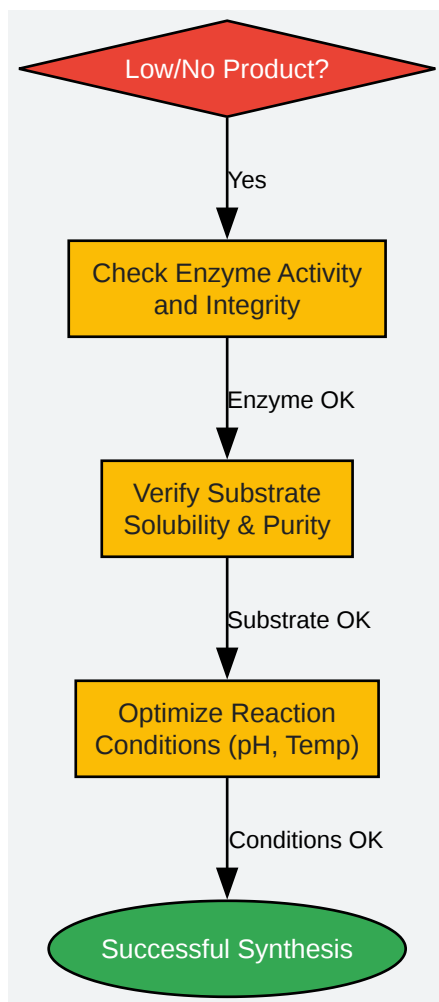 Low/No Product?
Yes
Check Enzyme Activity
and Integrity
Enzyme OK
Verify Substrate
Solubility & Purity
Substrate OK
Optimize Reaction
Conditions (pH, Temp)
Conditions OK
Successful Synthesis